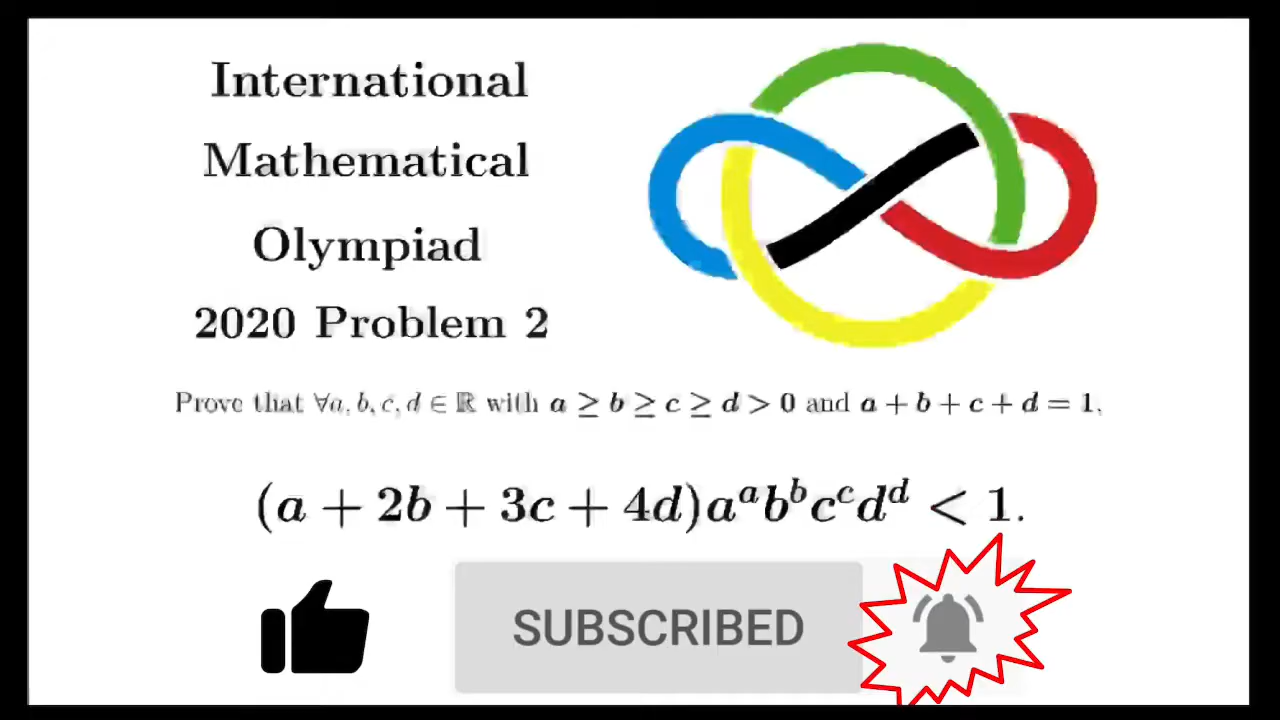 International
Mathematical
Olympiad
2020 Problem 2
Prove that ∀a, b, c, d ∈ ℝ with a ≥ b ≥ c ≥ d > 0 and a + b + c + d = 1,
(a + 2b + 3c + 4d)a^a b^b c^c d^d < 1.
SUBSCRIBED